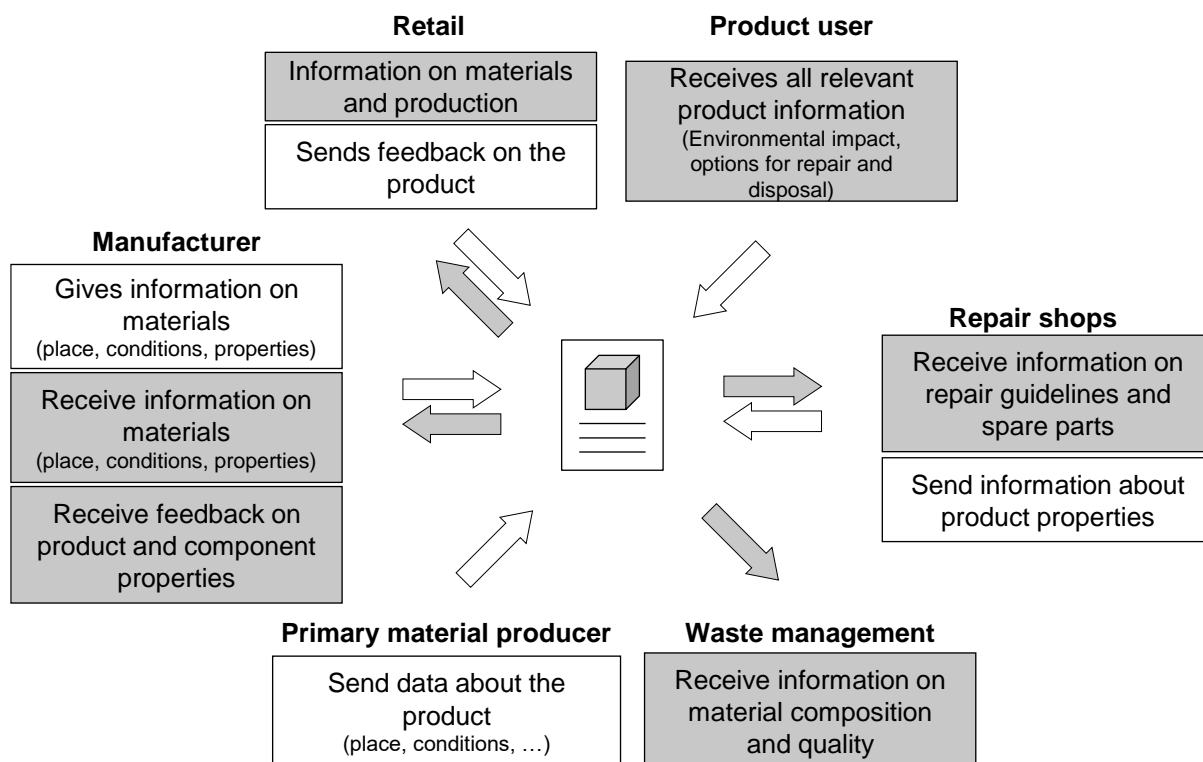 Retail
Information on materials
and production
Sends feedback on the
product
Product user
Receives all relevant
product information
(Environmental impact,
options for repair and
disposal)
Manufacturer
Gives information on
materials
(place, conditions, properties)
Receive information on
materials
(place, conditions, properties)
Receive feedback on
product and component
properties
Repair shops
Receive information on
repair guidelines and
spare parts
Send information about
product properties
Primary material producer
Send data about the
product
(place, conditions, …)
Waste management
Receive information on
material composition
and quality